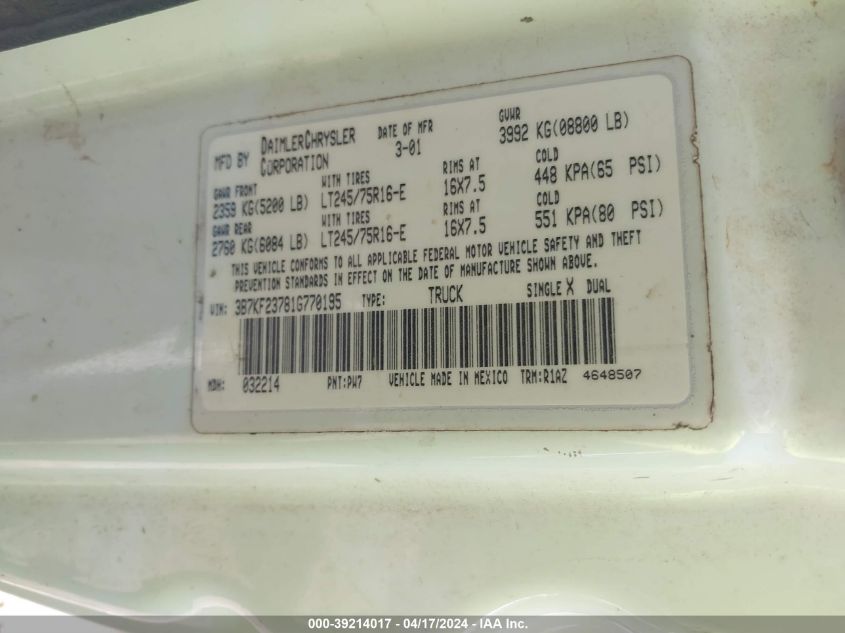 MFD BY DAIMLERCHRYSLER CORPORATION DATE OF MFR 3-01 GVWR 3992 KG(08800 LB)
GAWR FRONT WITH TIRES RIMS AT COLD
2359 KG(5200 LB) LT245/75R16-E 16X7.5 448 KPA(65 PSI)
GAWR REAR WITH TIRES RIMS AT COLD
2760 KG(6084 LB) LT245/75R16-E 16X7.5 551 KPA(80 PSI)
THIS VEHICLE CONFORMS TO ALL APPLICABLE FEDERAL MOTOR VEHICLE SAFETY AND THEFT
PREVENTION STANDARDS IN EFFECT ON THE DATE OF MANUFACTURE SHOWN ABOVE.
VIN: 3B7KF23781G770195 TYPE: TRUCK SINGLE X DUAL
MDH: 032214 PNT:PW7 VEHICLE MADE IN MEXICO TRM:R1AZ 4648507
000-39214017 - 04/17/2024 - IAA Inc.